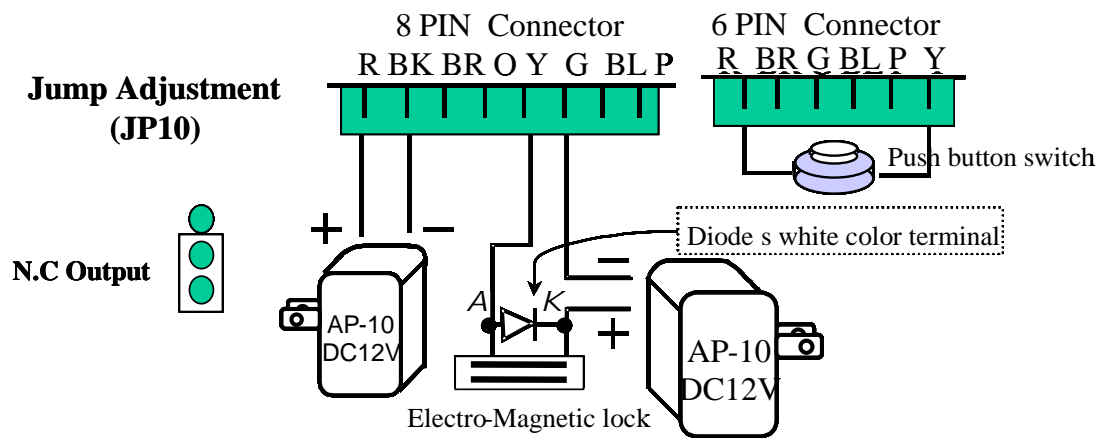 8 PIN Connector
6 PIN Connector
R BK BR O Y G BL P
R BR G BL P Y
Jump Adjustment
(JP10)
Push button switch
+ −
Diode s white color terminal
N.C Output
−
A K
+
AP-10
DC12V
AP-10
DC12V
Electro-Magnetic lock